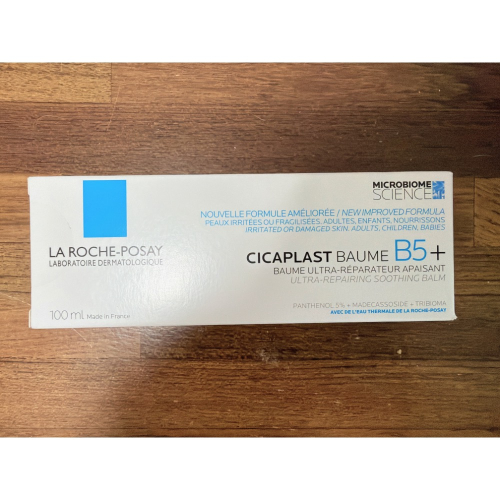 MICROBIOME
SCIENCE
NOUVELLE FORMULE AMÉLIORÉE / NEW IMPROVED FORMULA
PEAUX IRRITÉES OU FRAGILISÉES, ADULTES, ENFANTS, NOURRISSONS
IRRITATED OR DAMAGED SKIN. ADULTS, CHILDREN, BABIES
LA ROCHE-POSAY
LABORATOIRE DERMATOLOGIQUE
CICAPLAST BAUME B5+
BAUME ULTRA-RÉPARATEUR APAISANT
ULTRA-REPAIRING SOOTHING BALM
PANTHENOL 5% + MADECASSOSIDE + TRIBIOMA
AVEC DE L'EAU THERMALE DE LA ROCHE-POSAY
100 ml Made in France